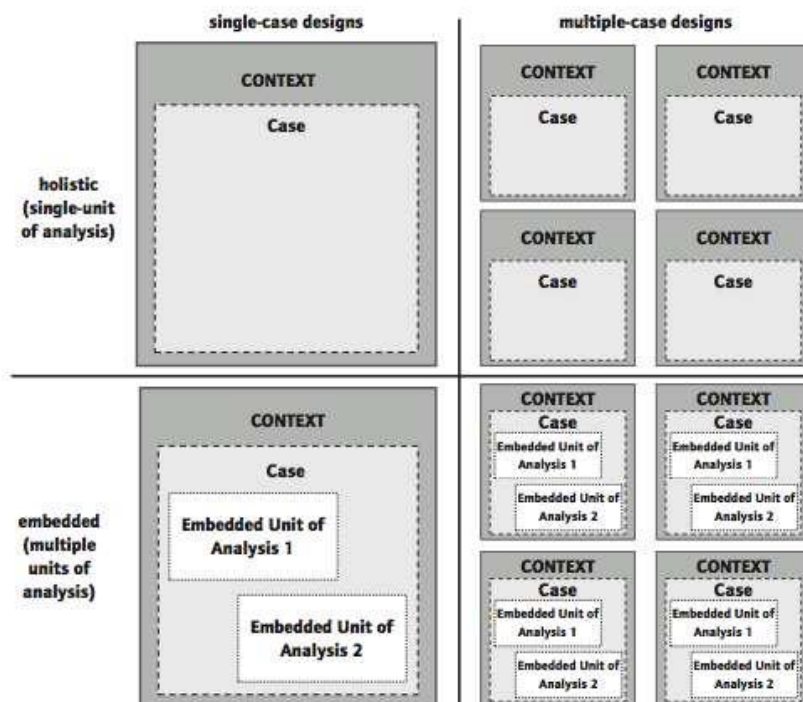 single-case designs
multiple-case designs
holistic
(single-unit
of analysis)
CONTEXT
Case
CONTEXT
Case
CONTEXT
Case
CONTEXT
Case
CONTEXT
Case
embedded
(multiple
units of
analysis)
CONTEXT
Case
Embedded Unit of
Analysis 1
Embedded Unit of
Analysis 2
CONTEXT
Case
Embedded Unit of
Analysis 1
Embedded Unit of
Analysis 2
CONTEXT
Case
Embedded Unit of
Analysis 1
Embedded Unit of
Analysis 2
CONTEXT
Case
Embedded Unit of
Analysis 1
Embedded Unit of
Analysis 2
CONTEXT
Case
Embedded Unit of
Analysis 1
Embedded Unit of
Analysis 2